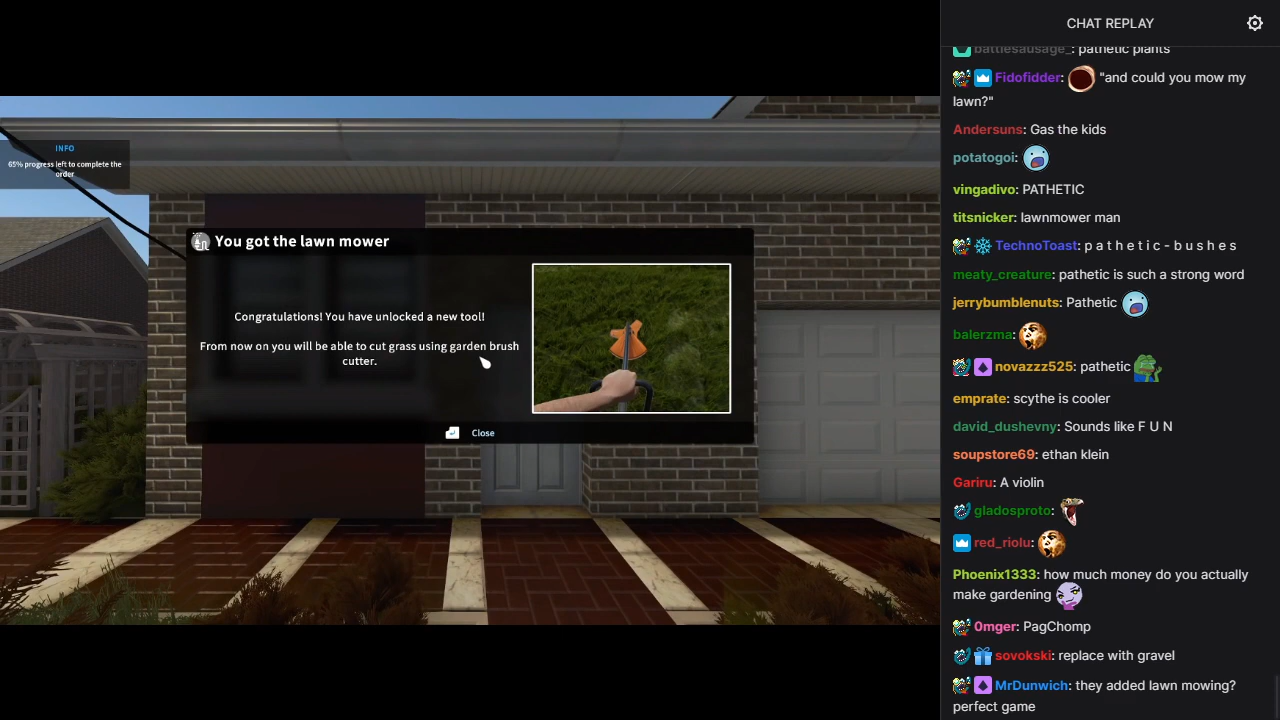 CHAT REPLAY
battlesausage_: pathetic plants
Fidofidder: "and could you mow my
lawn?"
Andersuns: Gas the kids
potatogoi:
vingadivo: PATHETIC
titsnicker: lawnmower man
TechnoToast: p a t h e t i c - b u s h e s
meaty_creature: pathetic is such a strong word
jerrybumblenuts: Pathetic
balerzma:
novazzz525: pathetic
emprate: scythe is cooler
david_dushevny: Sounds like F U N
soupstore69: ethan klein
Gariru: A violin
gladosproto:
red_riolu:
Phoenix1333: how much money do you actually
make gardening
0mger: PagChomp
sovokski: replace with gravel
MrDunwich: they added lawn mowing?
perfect game
INFO
65% progress left to complete the
order
You got the lawn mower
Congratulations! You have unlocked a new tool!
From now on you will be able to cut grass using garden brush
cutter.
Close